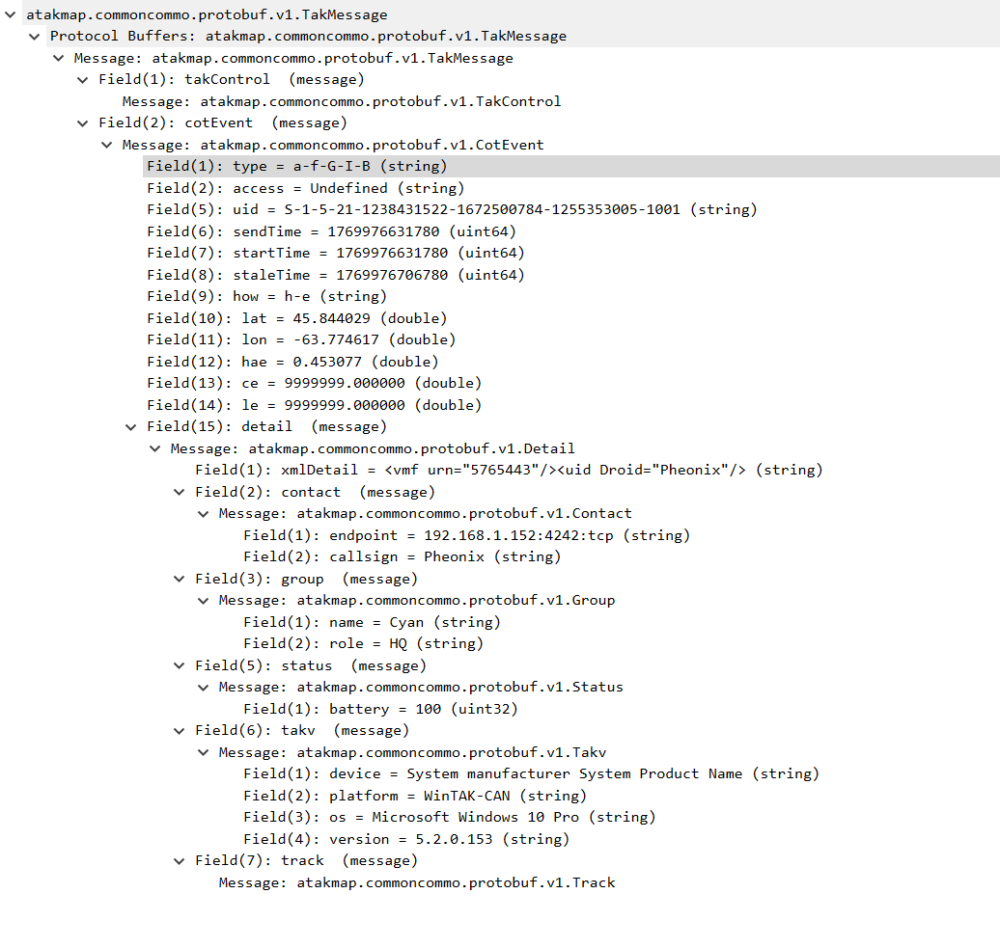 atakmap.commoncommo.protobuf.v1.TakMessage
Protocol Buffers: atakmap.commoncommo.protobuf.v1.TakMessage
Message: atakmap.commoncommo.protobuf.v1.TakMessage
Field(1): takControl  (message)
Message: atakmap.commoncommo.protobuf.v1.TakControl
Field(2): cotEvent  (message)
Message: atakmap.commoncommo.protobuf.v1.CotEvent
Field(1): type = a-f-G-I-B (string)
Field(2): access = Undefined (string)
Field(5): uid = S-1-5-21-1238431522-1672500784-1255353005-1001 (string)
Field(6): sendTime = 1769976631780 (uint64)
Field(7): startTime = 1769976631780 (uint64)
Field(8): staleTime = 1769976706780 (uint64)
Field(9): how = h-e (string)
Field(10): lat = 45.844029 (double)
Field(11): lon = -63.774617 (double)
Field(12): hae = 0.453077 (double)
Field(13): ce = 9999999.000000 (double)
Field(14): le = 9999999.000000 (double)
Field(15): detail  (message)
Message: atakmap.commoncommo.protobuf.v1.Detail
Field(1): xmlDetail = <vmf urn="5765443"/><uid Droid="Pheonix"/> (string)
Field(2): contact  (message)
Message: atakmap.commoncommo.protobuf.v1.Contact
Field(1): endpoint = 192.168.1.152:4242:tcp (string)
Field(2): callsign = Pheonix (string)
Field(3): group  (message)
Message: atakmap.commoncommo.protobuf.v1.Group
Field(1): name = Cyan (string)
Field(2): role = HQ (string)
Field(5): status  (message)
Message: atakmap.commoncommo.protobuf.v1.Status
Field(1): battery = 100 (uint32)
Field(6): takv  (message)
Message: atakmap.commoncommo.protobuf.v1.Takv
Field(1): device = System manufacturer System Product Name (string)
Field(2): platform = WinTAK-CAN (string)
Field(3): os = Microsoft Windows 10 Pro (string)
Field(4): version = 5.2.0.153 (string)
Field(7): track  (message)
Message: atakmap.commoncommo.protobuf.v1.Track